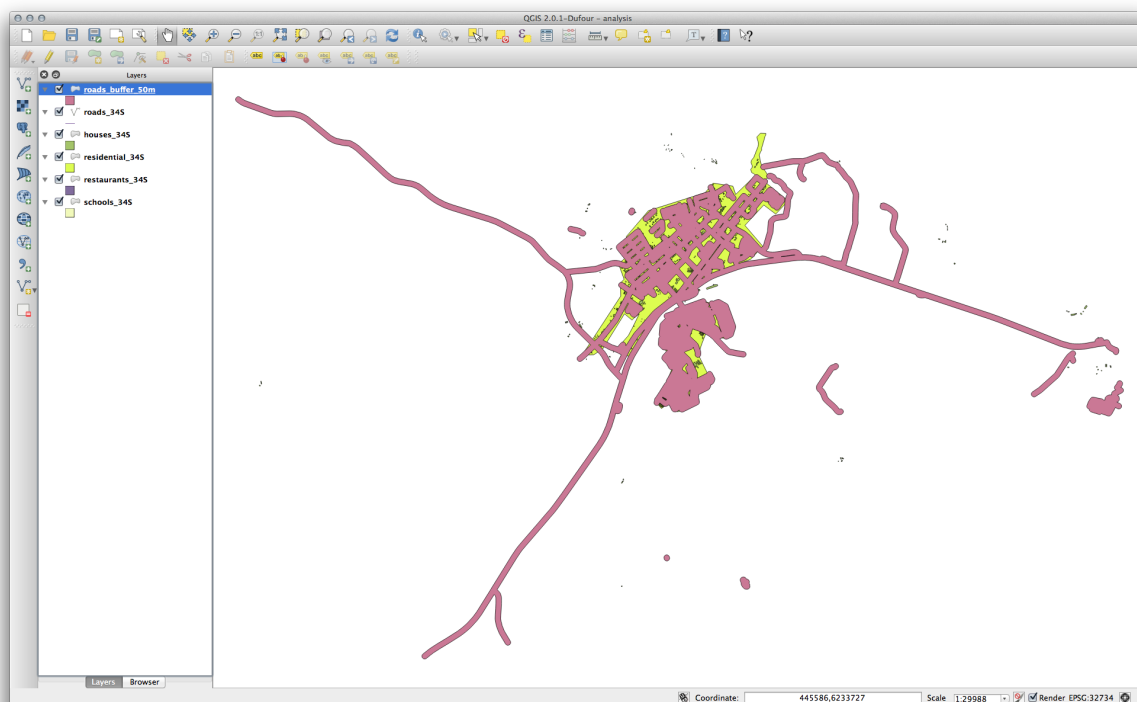 QGIS 2.0.1-Dufour - analysis
Layers
roads_buffer_50m
roads_34S
houses_34S
residential_34S
restaurants_34S
schools_34S
Layers Browser
Coordinate: 445586,6233727 Scale 1:29988 Render EPSG:32734